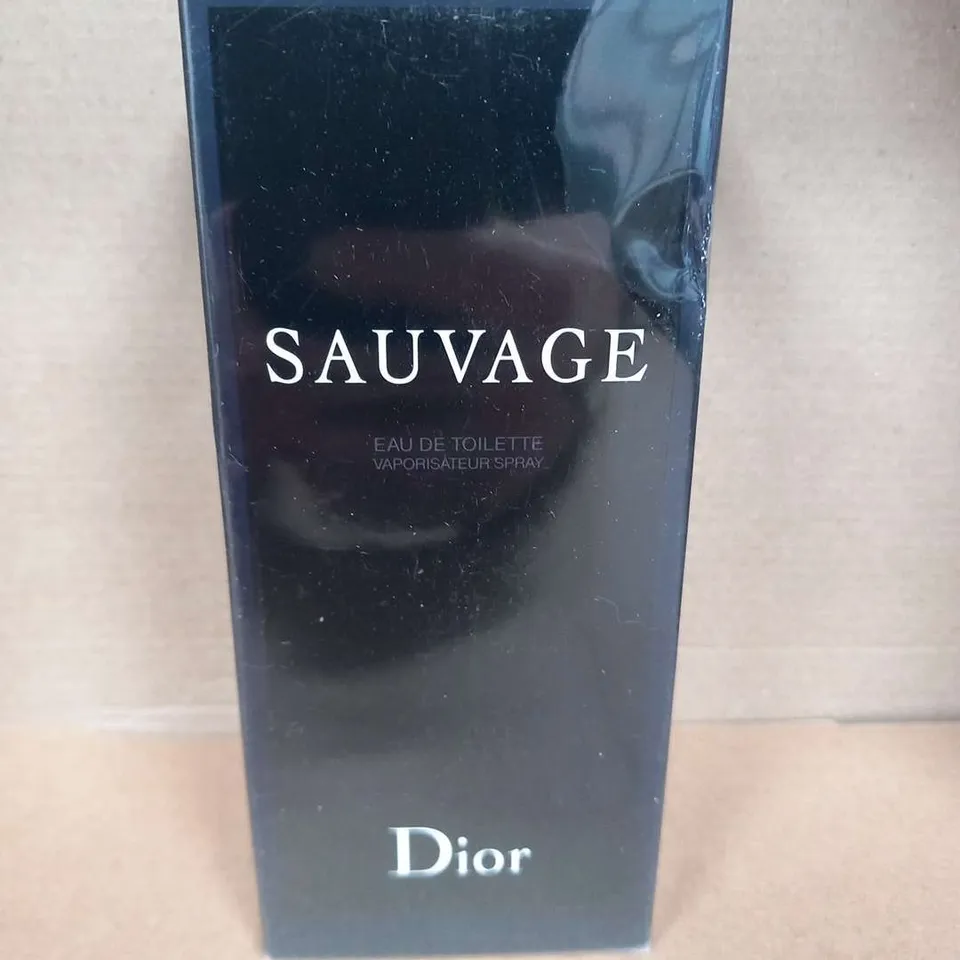 SAUVAGE
EAU DE TOILETTE
VAPORISATEUR SPRAY
Dior